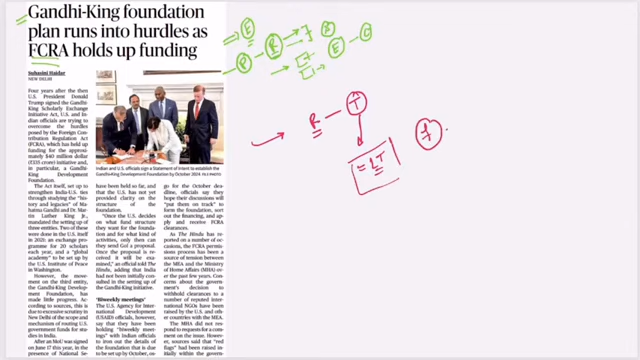 Gandhi-King foundation
plan runs into hurdles as
FCRA holds up funding
Suhasini Haidar
NEW DELHI
Four years after the then
U.S. President Donald
Trump signed the Gandhi-
King Scholarly Exchange
Initiative Act, U.S. and In-
dian officials are trying to
overcome the hurdles
posed by the Foreign Con-
tribution Regulation Act
(FCRA), which has held up
funding for the approxi-
mately $40 million dollar
(₹335 crore) initiative and,
in particular, a Gandhi
King Development
Foundation.
The Act itself, set up to
strengthen India-U.S. ties
through studying the "his-
tory and legacies" of Ma-
hatma Gandhi and Dr. Mar-
tin Luther King Jr.,
mandated the setting up of
three entities. Two of these
were done in the U.S. itself
in 2021: an exchange
programme for 20 scholars
each year, and a "global
academy" to be set up by
the U.S. Institute of Peace
in Washington.
However, the movement
on the third entity, the
Gandhi-King Development
Foundation, has
made little progress. Ac-
cording to sources, this is
due to excessive scrutiny in
New Delhi of the scope
and mechanism of routing
U.S. government funds for
studies in India.
After an MoU was signed
on June 17 this year, in the
presence of National Se-
Indian and U.S. officials sign a Statement of Intent to establish the
Gandhi-King Development Foundation by October 2024.
have been held so far, and
that the U.S. has not yet
provided clarity on the
structure of the
foundation.
"Once the U.S. decides
on what fund structure
they want for the founda-
tion and for what kind of
activities, only then can
they send GoI a proposal.
Once the proposal is re-
ceived it will be exa-
mined," an official told The
Hindu, adding that India
had not been initially con-
sulted in the setting up of
the Gandhi-King initiative.
'Biweekly meetings'
The U.S. Agency for Inter-
national Development
(USAID) officials, howev-
er, say that they have been
holding "biweekly meet-
ings" with Indian officials
to iron out the details of
the foundation that is due
to be set up by October, on
for the October deadline,
officials say they
hope their discussions will
"put them on track" to
form the foundation, sort
out the financing, and ap-
ply and receive clearances
for the project.
As The Hindu has re-
ported on a number of oc-
casions, the FCRA permis-
sions process has been a
source of tension between
the MEA and the Ministry
of Home Affairs (MHA) ov-
er the past few years. Con-
cerns about the govern-
ment's decision to
withhold clearances to a
number of reputed inter-
national NGOs have been
raised by the U.S. and oth-
er countries with the MEA.
The MHA did not res-
pond to requests for a com-
ment on the issue. Howev-
er, sources said that "red
flags" had been raised in-
itially within the
E
P
R
E
R
T